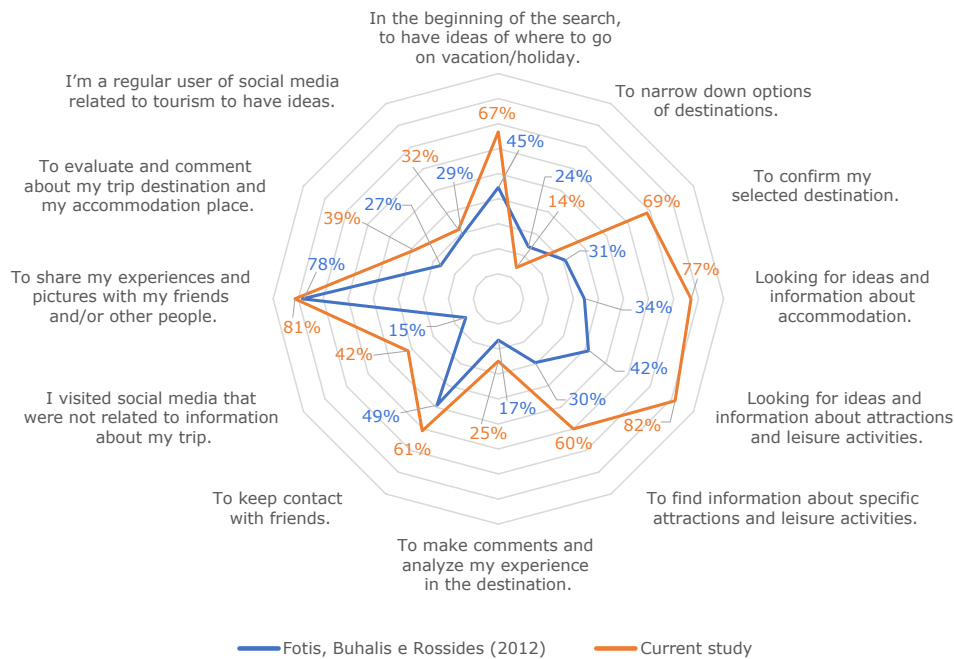 In the beginning of the search,
to have ideas of where to go
on vacation/holiday.
To narrow down options
of destinations.
To confirm my
selected destination.
Looking for ideas and
information about
accommodation.
Looking for ideas and
information about attractions
and leisure activities.
To find information about specific
attractions and leisure activities.
To make comments and
analyze my experience
in the destination.
To keep contact
with friends.
I visited social media that
were not related to information
about my trip.
To share my experiences and
pictures with my friends
and/or other people.
To evaluate and comment
about my trip destination and
my accommodation place.
I'm a regular user of social media
related to tourism to have ideas.
67%
45%
24%
14%
69%
31%
77%
34%
42%
82%
30%
60%
17%
25%
49%
61%
15%
42%
78%
81%
27%
39%
29%
32%
Fotis, Buhalis e Rossides (2012)
Current study